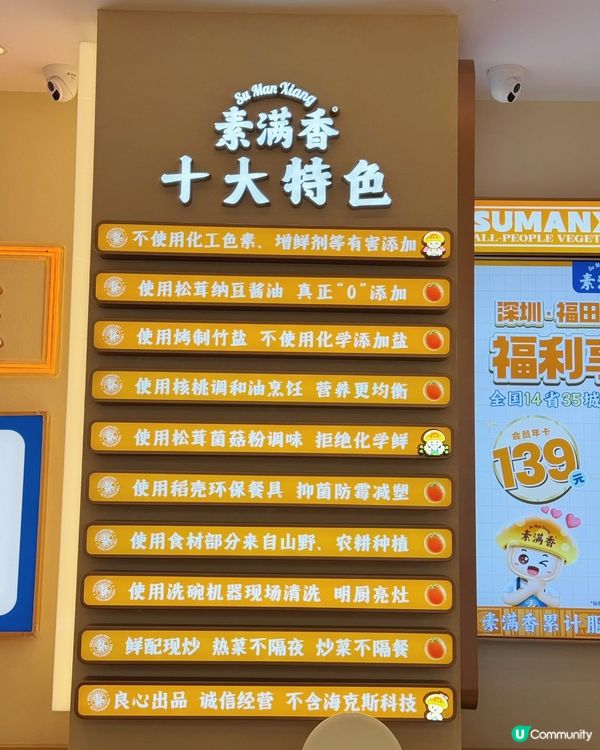 Su Man Xiang
素满香
十大特色
不使用化工色素、增鲜剂等有害添加
使用松茸纳豆酱油 真正“0”添加
使用烤制竹盐 不使用化学添加盐
使用核桃调和油烹饪 营养更均衡
使用松茸菌菇粉调味 拒绝化学鲜
使用稻壳环保餐具 抑菌防霉减塑
使用食材部分来自山野、农耕种植
使用洗碗机器现场清洗 明厨亮灶
鲜配现炒 热菜不隔夜 炒菜不隔餐
良心出品 诚信经营 不含海克斯科技
SUMANX
ALL-PEOPLE VEGET
素
深圳·福田
福利享
全国14省35城
会员年卡
139元
素满香
素满香累计服
U Community